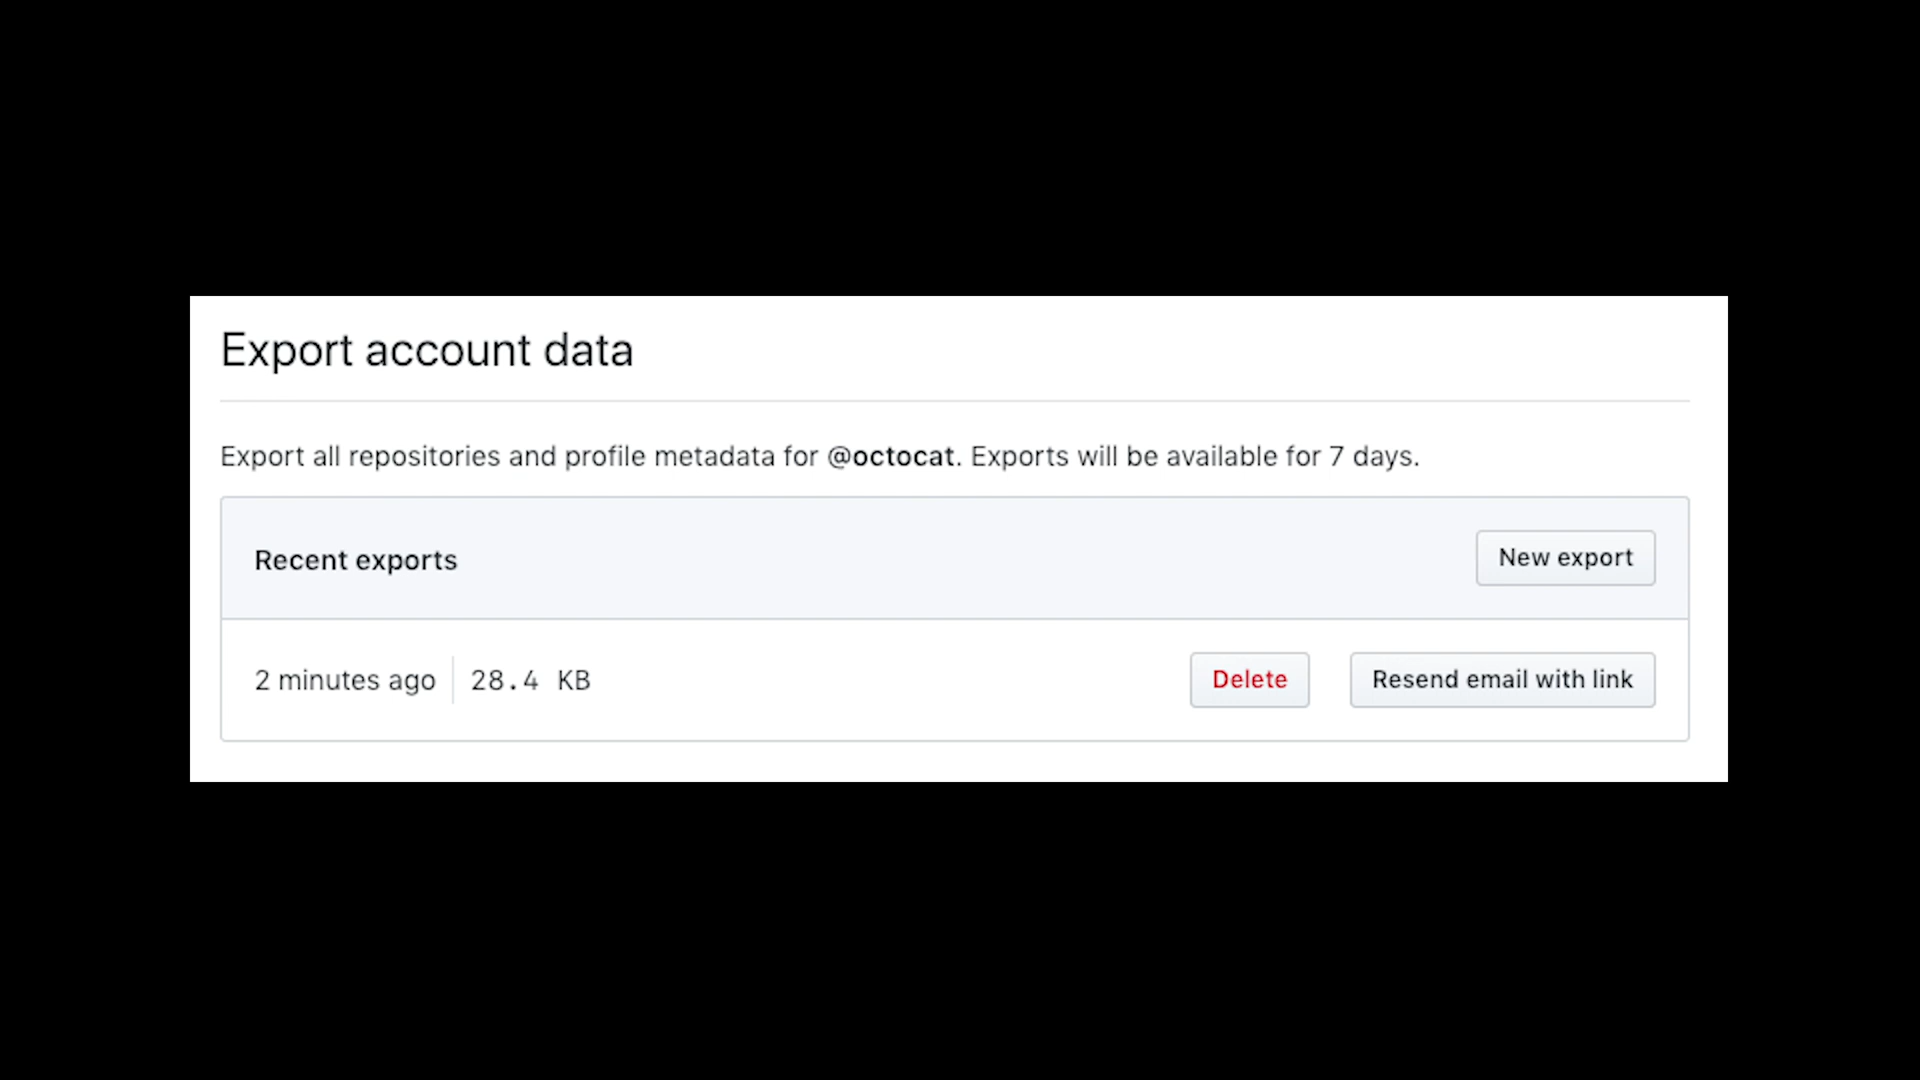 Export account data
Export all repositories and profile metadata for @octocat. Exports will be available for 7 days.
Recent exports
New export
2 minutes ago
28.4 KB
Delete
Resend email with link